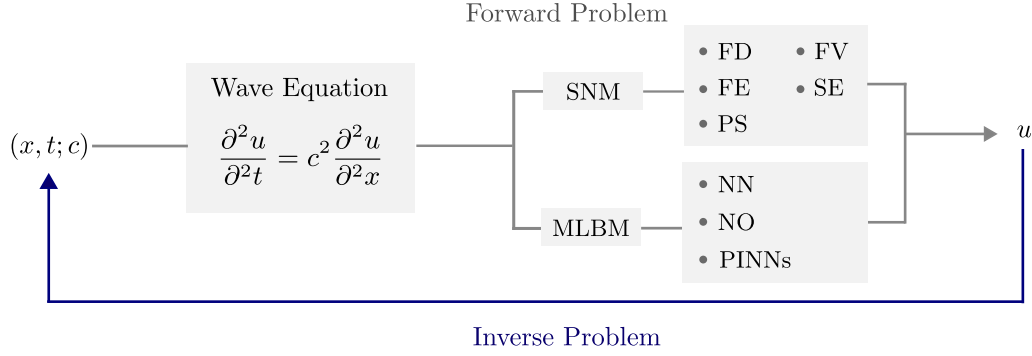 Forward Problem
(x, t; c)
Wave Equation
∂²u/∂²t = c² ∂²u/∂²x
SNM
• FD
• FV
• FE
• SE
• PS
u
MLBM
• NN
• NO
• PINNs
Inverse Problem